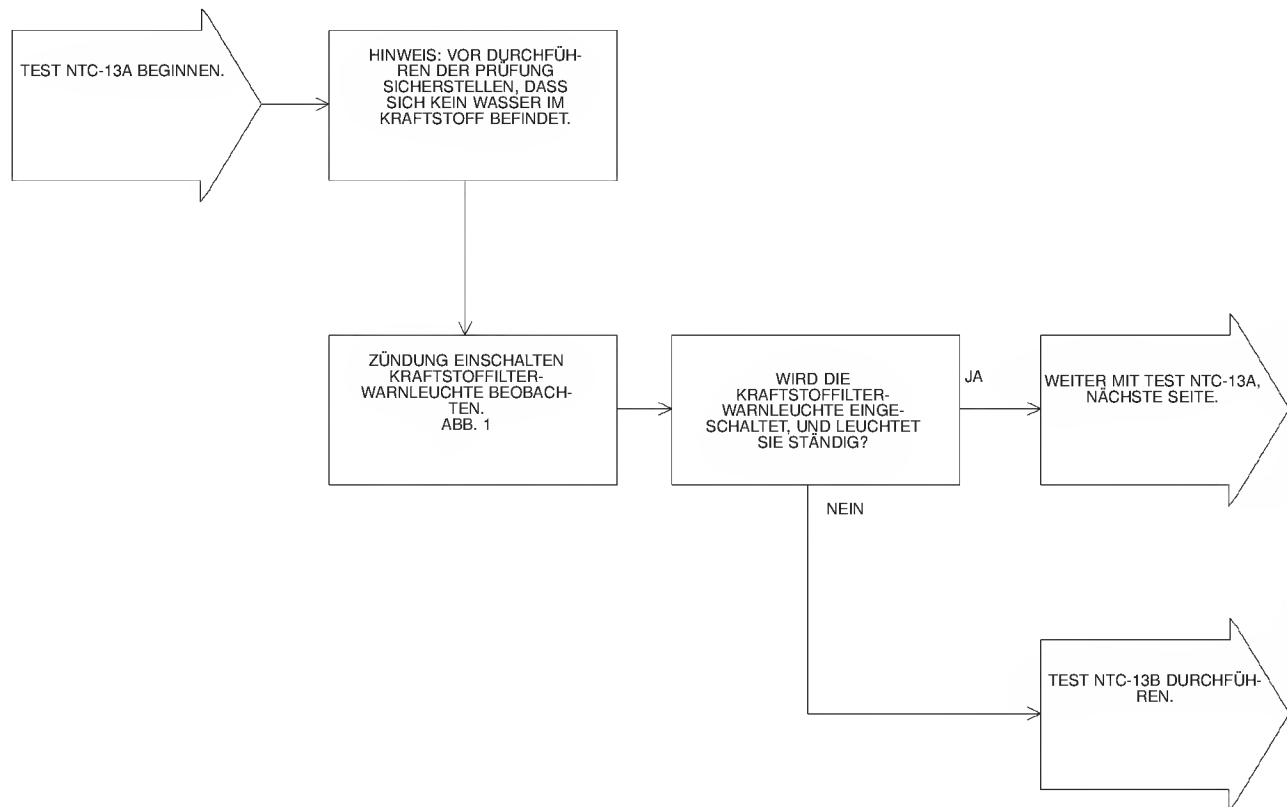 TEST NTC-13A BEGINNEN.
HINWEIS: VOR DURCHFÜH-
REN DER PRÜFUNG
SICHERSTELLEN, DASS
SICH KEIN WASSER IM
KRAFTSTOFF BEFINDET.
ZÜNDUNG EINSCHALTEN
KRAFTSTOFFILTER-
WARNLEUCHTE BEOBACH-
TEN.
ABB. 1
WIRD DIE
KRAFTSTOFFILTER-
WARNLEUCHTE EINGE-
SCHALTET, UND LEUCHTET
SIE STÄNDIG?
JA
WEITER MIT TEST NTC-13A,
NÄCHSTE SEITE.
NEIN
TEST NTC-13B DURCHFÜH-
REN.